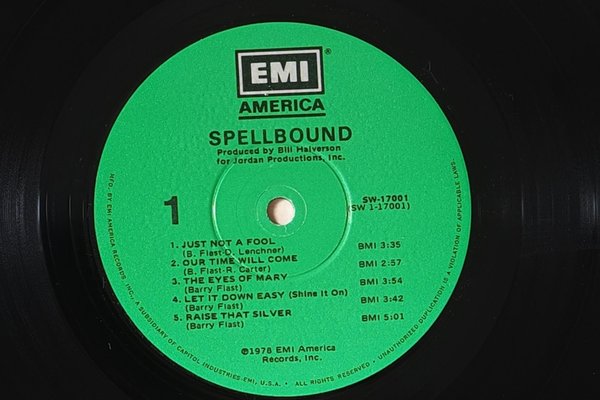 EMI ®
AMERICA
SPELLBOUND
Produced by Bill Halverson
for Jordan Productions, Inc.
1
SW-17001
(SW 1-17001)
1. JUST NOT A FOOL BMI 3:35
(B. Flast-D. Lenchner)
2. OUR TIME WILL COME BMI 2:57
(B. Flast-R. Carter)
3. THE EYES OF MARY BMI 3:54
(Barry Flast)
4. LET IT DOWN EASY (Shine It On) BMI 3:42
(Barry Flast)
5. RAISE THAT SILVER BMI 5:01
(Barry Flast)
℗1978 EMI America
Records, Inc.
MFD. BY EMI AMERICA RECORDS, INC., A SUBSIDIARY OF CAPITOL INDUSTRIES-EMI, U.S.A. • ALL RIGHTS RESERVED • UNAUTHORIZED DUPLICATION IS A VIOLATION OF APPLICABLE LAWS.